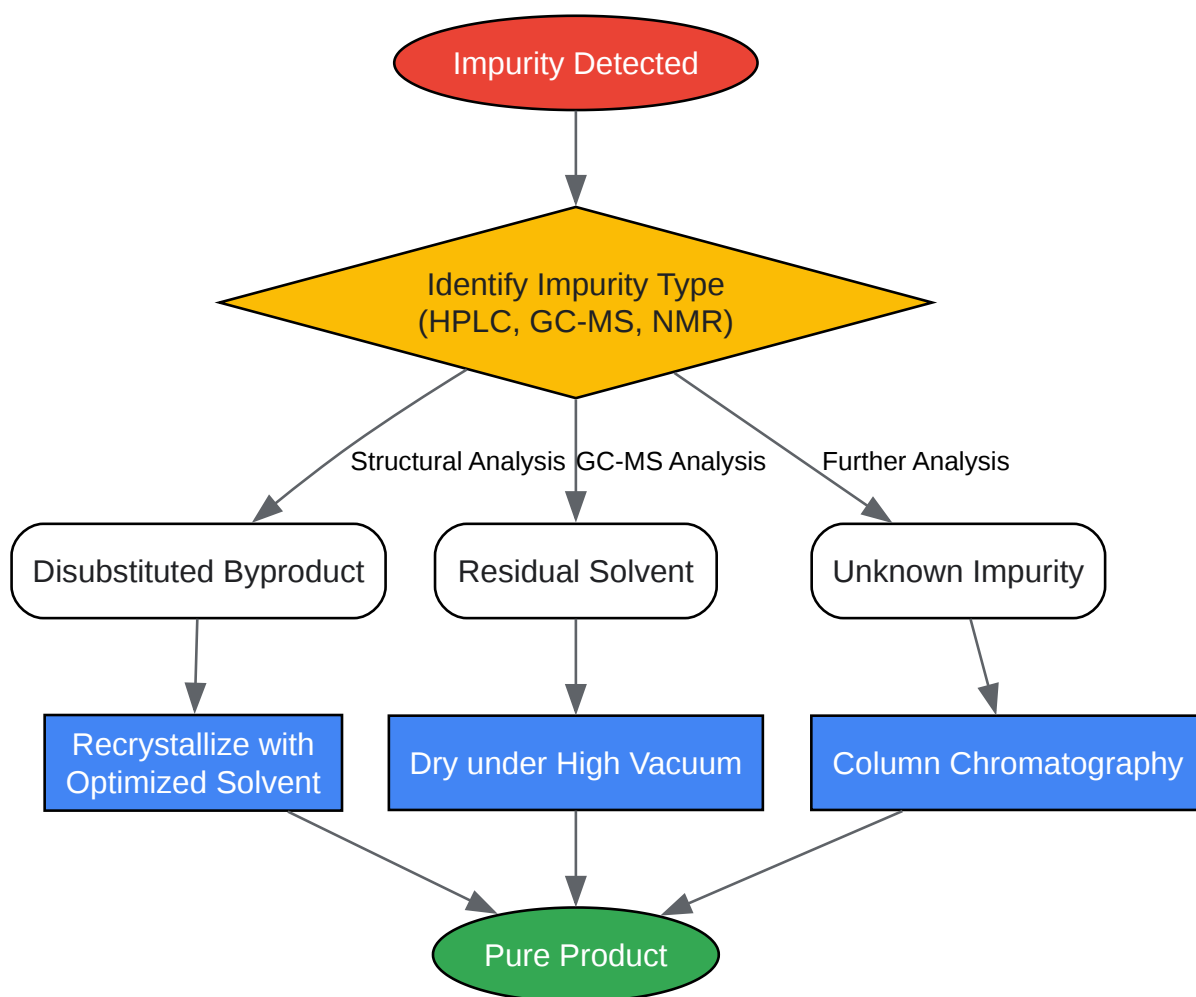 Impurity Detected
Identify Impurity Type
(HPLC, GC-MS, NMR)
Structural Analysis
GC-MS Analysis
Further Analysis
Disubstituted Byproduct
Residual Solvent
Unknown Impurity
Recrystallize with
Optimized Solvent
Dry under High Vacuum
Column Chromatography
Pure Product